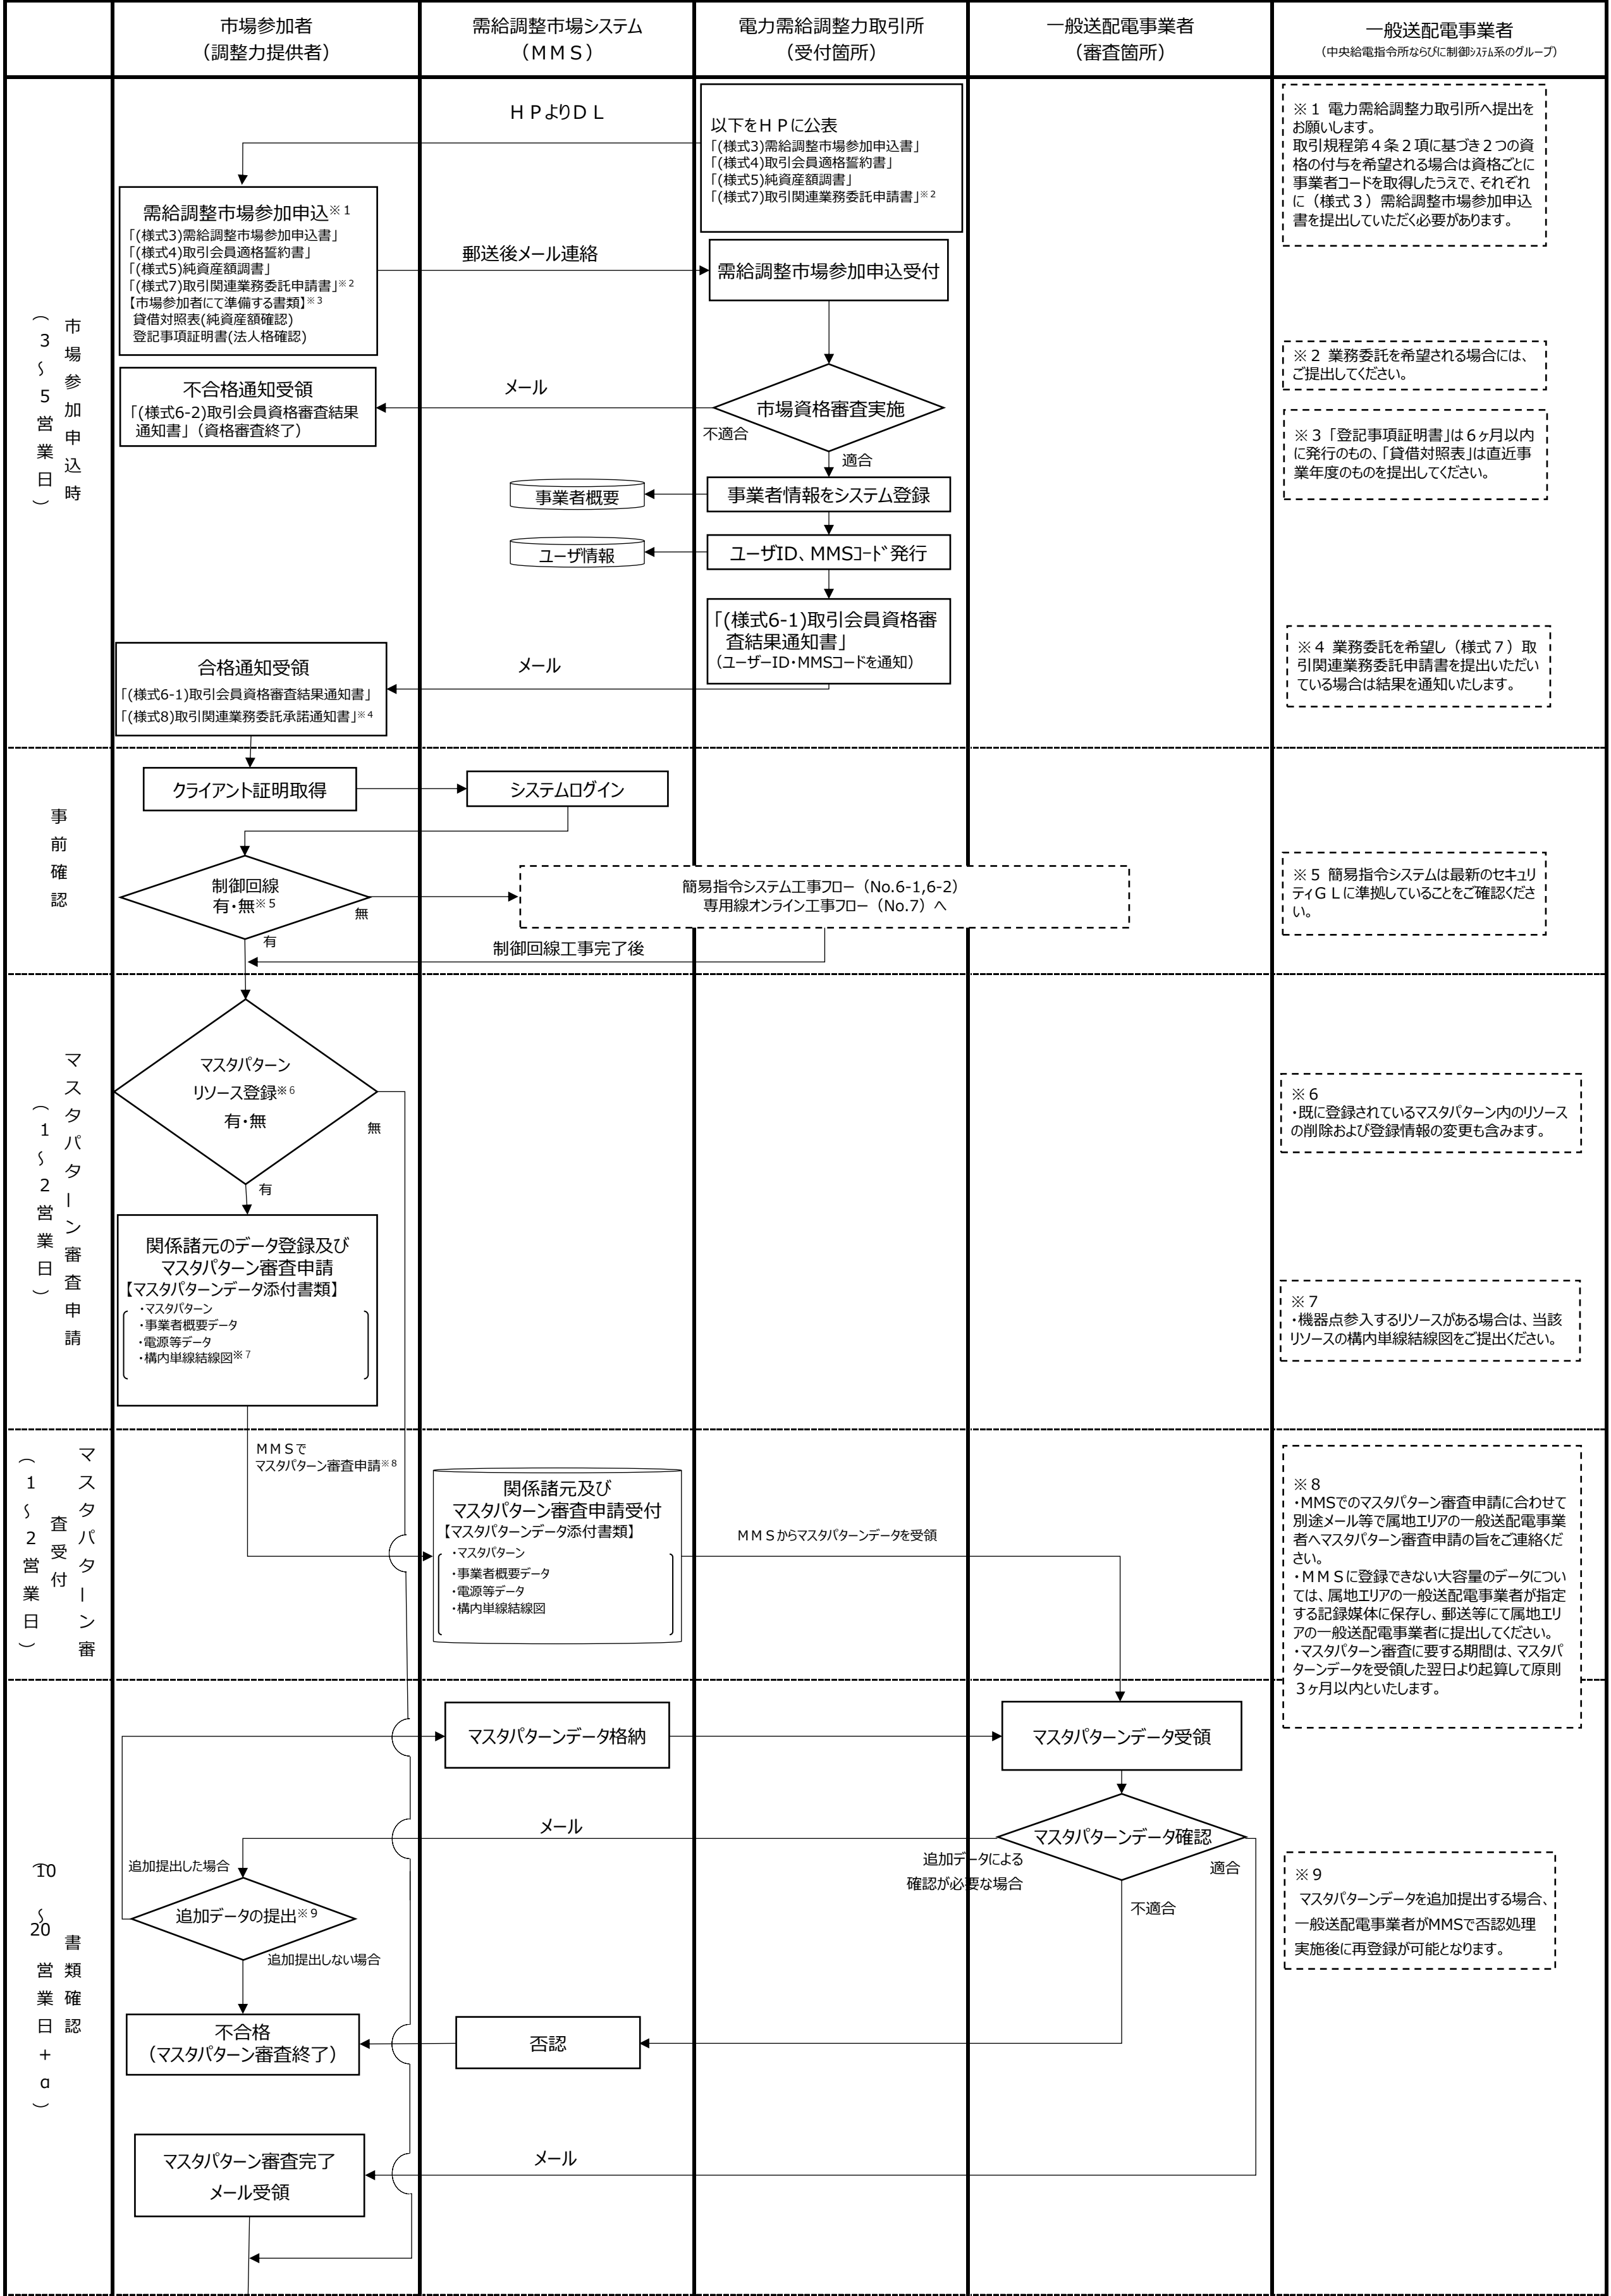 市場参加者
（調整力提供者）
需給調整市場システム
（ＭＭＳ）
電力需給調整力取引所
（受付箇所）
一般送配電事業者
（審査箇所）
一般送配電事業者
（中央給電指令所ならびに制御ｼｽﾃﾑ系のグループ）
市場参加申込時
（３～５営業日）
ＨＰよりＤＬ
以下をＨＰに公表
「(様式3)需給調整市場参加申込書」
「(様式4)取引会員適格誓約書」
「(様式5)純資産額調書」
「(様式7)取引関連業務委託申請書」※２
需給調整市場参加申込※１
「(様式3)需給調整市場参加申込書」
「(様式4)取引会員適格誓約書」
「(様式5)純資産額調書」
「(様式7)取引関連業務委託申請書」※２
【市場参加者にて準備する書類】※３
貸借対照表(純資産額確認)
登記事項証明書(法人格確認)
郵送後メール連絡
需給調整市場参加申込受付
不合格通知受領
「(様式6-2)取引会員資格審査結果
通知書」（資格審査終了）
メール
市場資格審査実施
不適合
適合
事業者概要
事業者情報をシステム登録
ユーザ情報
ユーザID、MMSｺｰﾄﾞ発行
「(様式6-1)取引会員資格審
査結果通知書」
（ユーザーID・MMSコードを通知）
メール
合格通知受領
「(様式6-1)取引会員資格審査結果通知書」
「(様式8)取引関連業務委託承諾通知書」※４
※１ 電力需給調整力取引所へ提出を
お願いします。
取引規程第４条２項に基づき２つの資
格の付与を希望される場合は資格ごとに
事業者コードを取得したうえで、それぞれ
に（様式３）需給調整市場参加申込
書を提出していただく必要があります。
※２ 業務委託を希望される場合には、
ご提出してください。
※３「登記事項証明書」は６ヶ月以内
に発行のもの、「貸借対照表」は直近事
業年度のものを提出してください。
※４ 業務委託を希望し（様式７）取
引関連業務委託申請書を提出いただい
ている場合は結果を通知いたします。
事前確認
クライアント証明取得
システムログイン
制御回線
有・無※５
無
有
簡易指令システム工事フロー（No.6-1,6-2）
専用線オンライン工事フロー（No.7）へ
制御回線工事完了後
※５ 簡易指令システムは最新のセキュリ
ティＧＬに準拠していることをご確認くださ
い。
マスタパターン審査申請
（１～２営業日）
マスタパターン
リソース登録※６
有・無
無
有
関係諸元のデータ登録及び
マスタパターン審査申請
【マスタパターンデータ添付書類】
・マスタパターン
・事業者概要データ
・電源等データ
・構内単線結線図※７
※６
・既に登録されているマスタパターン内のリソース
の削除および登録情報の変更も含みます。
※７
・機器点参入するリソースがある場合は、当該
リソースの構内単線結線図をご提出ください。
マスタパターン審
査受付
（１～２営業日）
ＭＭＳで
マスタパターン審査申請※８
関係諸元及び
マスタパターン審査申請受付
【マスタパターンデータ添付書類】
・マスタパターン
・事業者概要データ
・電源等データ
・構内単線結線図
ＭＭＳからマスタパターンデータを受領
※８
・MMSでのマスタパターン審査申請に合わせて
別途メール等で属地エリアの一般送配電事業
者へマスタパターン審査申請の旨をご連絡くだ
さい。
・ＭＭＳに登録できない大容量のデータについ
ては、属地エリアの一般送配電事業者が指定
する記録媒体に保存し、郵送等にて属地エリ
アの一般送配電事業者に提出してください。
・マスタパターン審査に要する期間は、マスタパ
ターンデータを受領した翌日より起算して原則
３ヶ月以内といたします。
書類確認
（10～20営業日＋α）
マスタパターンデータ格納
マスタパターンデータ受領
メール
マスタパターンデータ確認
追加データによる
確認が必要な場合
適合
不適合
追加提出した場合
追加データの提出※９
追加提出しない場合
※９
マスタパターンデータを追加提出する場合、
一般送配電事業者がMMSで否認処理
実施後に再登録が可能となります。
不合格
（マスタパターン審査終了）
否認
マスタパターン審査完了
メール受領
メール